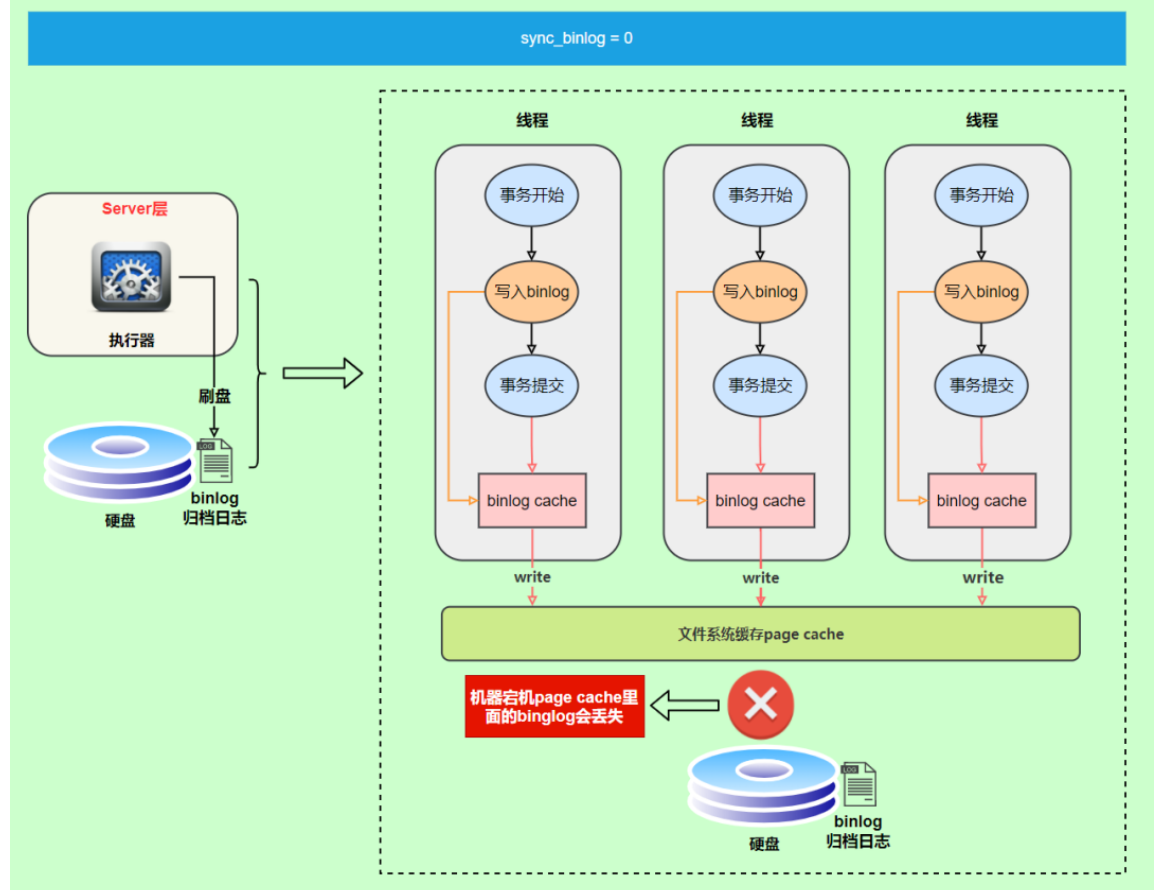 sync_binlog = 0
Server层
执行器
刷盘
LOG
硬盘
binlog
归档日志
线程
事务开始
写入binlog
事务提交
binlog cache
write
线程
事务开始
写入binlog
事务提交
binlog cache
write
线程
事务开始
写入binlog
事务提交
binlog cache
write
文件系统缓存page cache
机器宕机page cache里
面的binglog会丢失
LOG
硬盘
binlog
归档日志